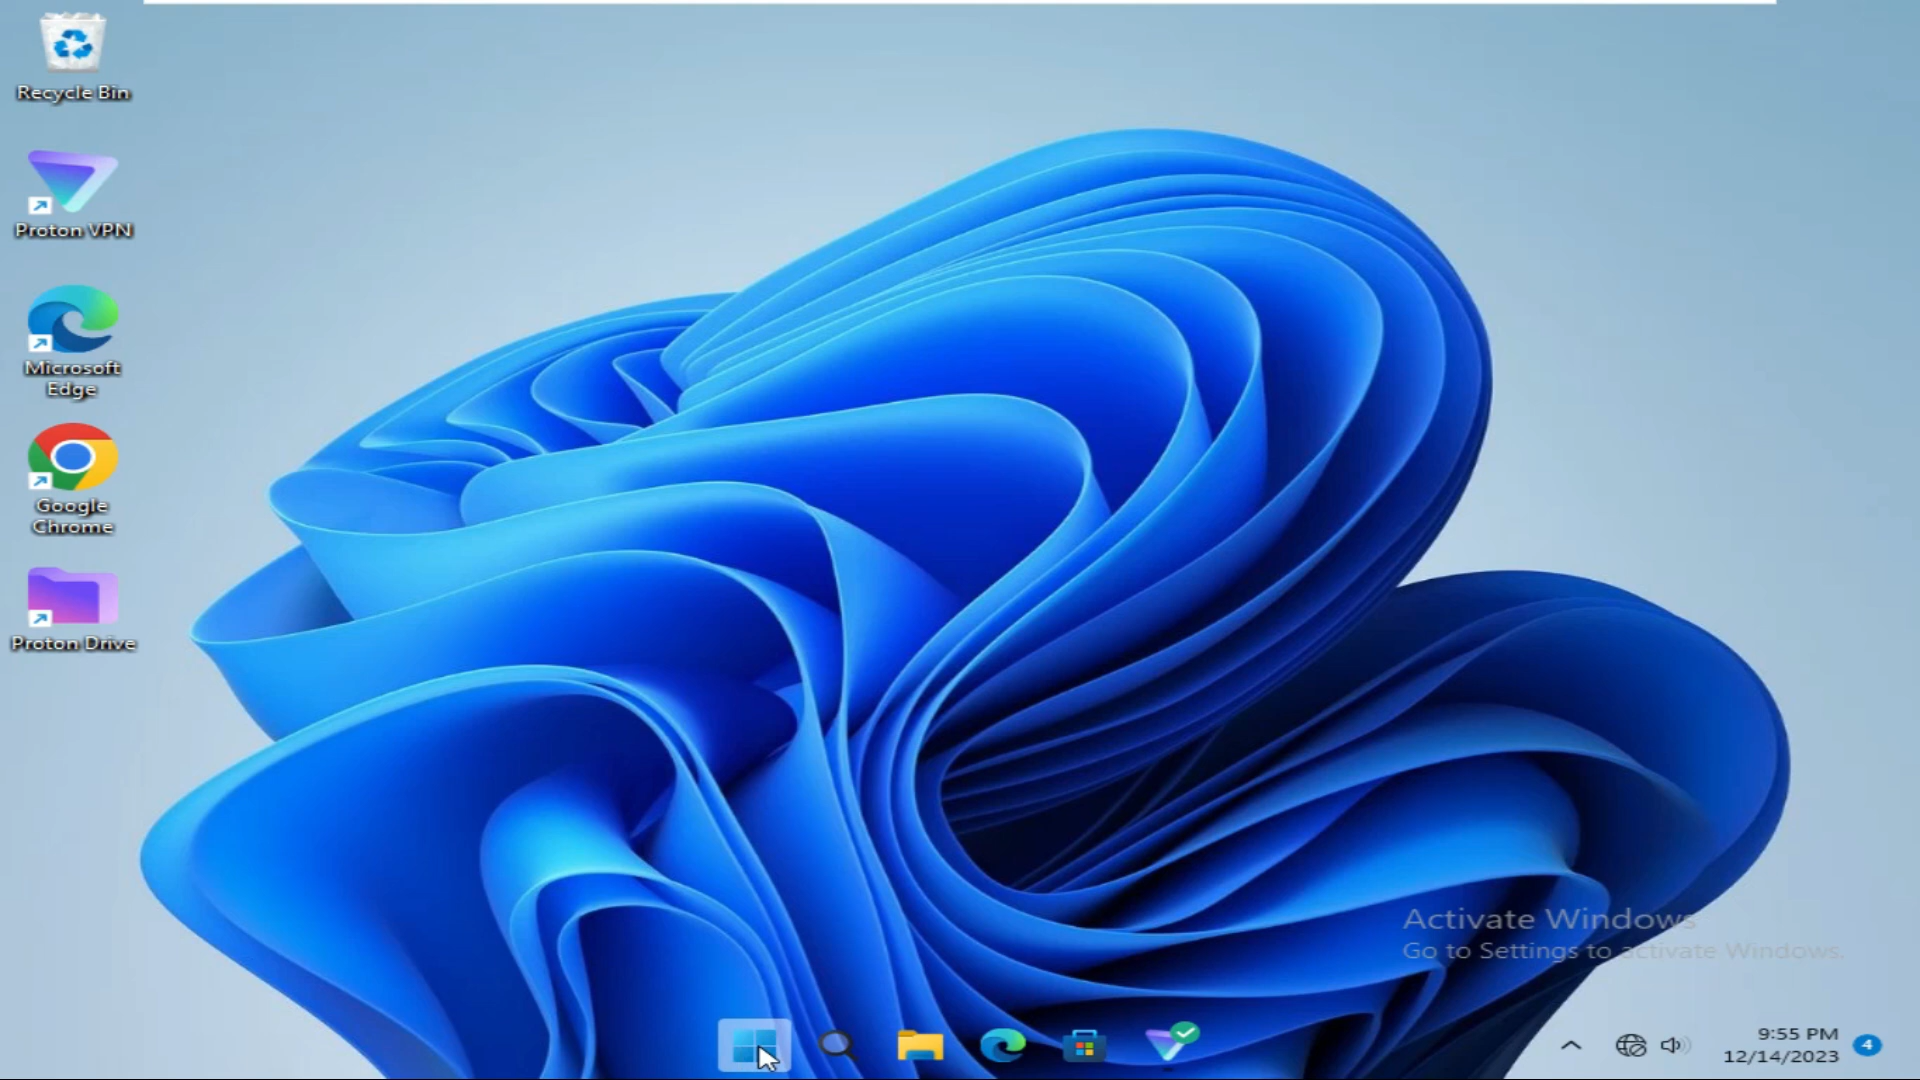 Recycle Bin
Proton VPN
Microsoft
Edge
Google
Chrome
Proton Drive
Activate Windows
Go to Settings to activate Windows.
9:55 PM
12/14/2023
4